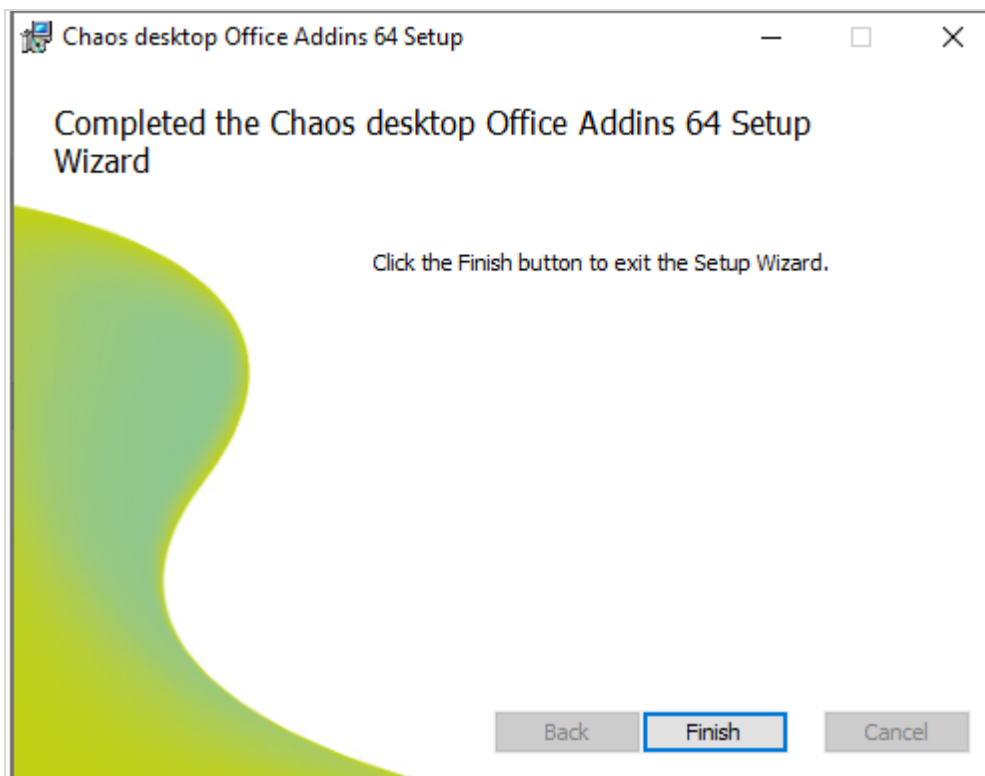 Chaos desktop Office Addins 64 Setup
Completed the Chaos desktop Office Addins 64 Setup
Wizard
Click the Finish button to exit the Setup Wizard.
Back
Finish
Cancel